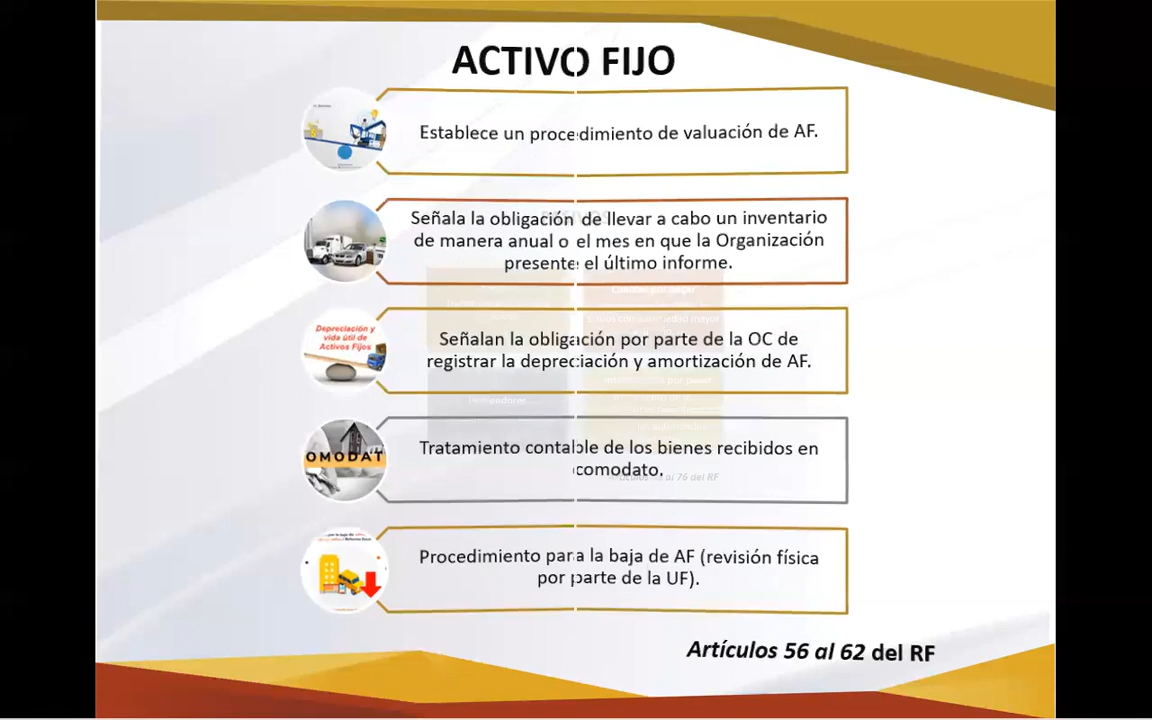 ACTIVO FIJO
Establece un procedimiento de valuación de AF.
Señala la obligación de llevar a cabo un inventario
de manera anual o el mes en que la Organización
presente el último informe.
Depreciación y
vida útil de
Activos Fijos
Señalan la obligación por parte de la OC de
registrar la depreciación y amortización de AF.
OMODAT
Tratamiento contable de los bienes recibidos en
comodato.
al 76 del RF
Procedimiento para la baja de AF (revisión física
por parte de la UF).
Artículos 56 al 62 del RF